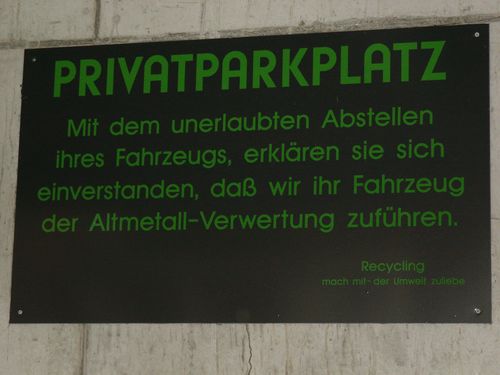 PRIVATPARKPLATZ
Mit dem unerlaubten Abstellen
ihres Fahrzeugs, erklären sie sich
einverstanden, daß wir ihr Fahrzeug
der Altmetall-Verwertung zuführen.
Recycling
mach mit - der Umwelt zuliebe